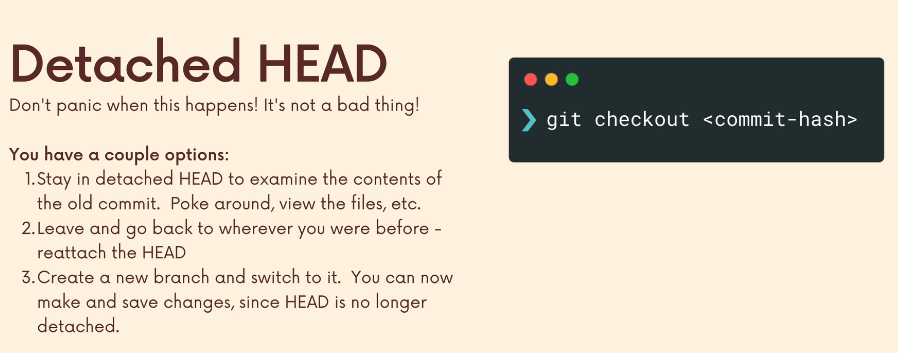 Detached HEAD
Don't panic when this happens! It's not a bad thing!
You have a couple options:
1. Stay in detached HEAD to examine the contents of
the old commit.  Poke around, view the files, etc.
2. Leave and go back to wherever you were before -
reattach the HEAD
3. Create a new branch and switch to it.  You can now
make and save changes, since HEAD is no longer
detached.
❯ git checkout <commit-hash>